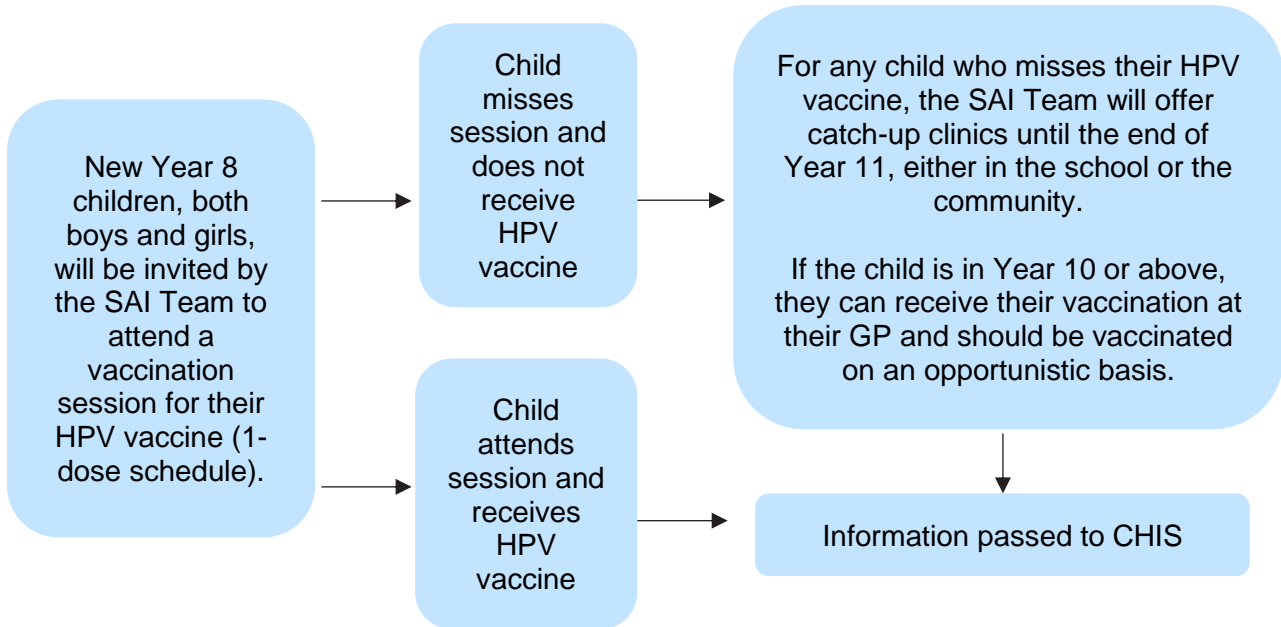 New Year 8
children, both
boys and girls,
will be invited by
the SAI Team to
attend a
vaccination
session for their
HPV vaccine (1-
dose schedule).
Child
misses
session and
does not
receive
HPV
vaccine
For any child who misses their HPV
vaccine, the SAI Team will offer
catch-up clinics until the end of
Year 11, either in the school or the
community.
If the child is in Year 10 or above,
they can receive their vaccination at
their GP and should be vaccinated
on an opportunistic basis.
Child
attends
session and
receives
HPV
vaccine
Information passed to CHIS